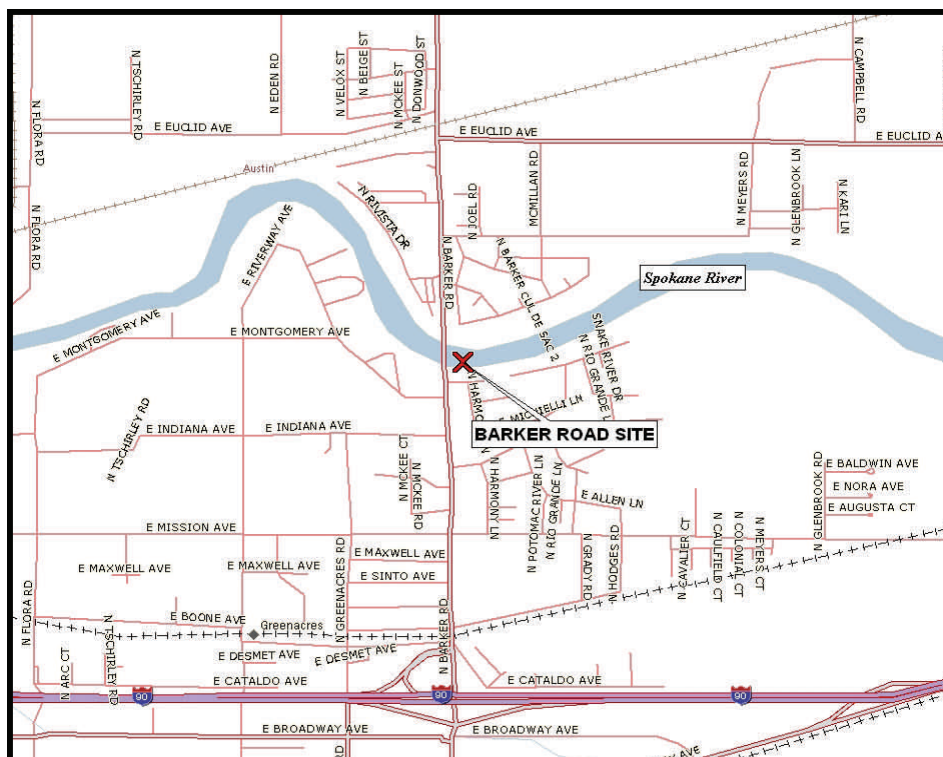 N FLORA RD
N TSCHIRLEY RD
N EDEN RD
N VELOX ST
N BEIGE ST
N MCKEE ST
N DOWNWOOD ST
N CAMPBELL RD
E EUCLID AVE
E EUCLID AVE
E EUCLID A
Austin
N FLORA RD
E RIVERWAY AVE
N RIVISTA DR
N BARKER RD
N JOEL RD
MCMILLAN RD
N MEYERS RD
N GLENBROOK LN
N KARI LN
N BARKER CUL DE SAC 2
Spokane River
E MONTGOMERY AVE
E MONTGOMERY AVE
SNAKE RIVER DR
N RIO GRANDE L
N HARMO
E MICHIELLI LN
BARKER ROAD SITE
N TSCHIRLEY RD
E INDIANA AVE
E INDIANA AVE
N MCKEE CT
N MCKEE RD
N HARMONY LN
N POTOMAC RIVER LN
N RIO GRANDE LN
E ALLEN LN
N GLENBROOK RD
E BALDWIN AVE
E NORA AVE
E AUGUSTA CT
E MISSION AVE
E MAXWELL AVE
E MAXWELL AVE
E MAXWELL AVE
E SINTO AVE
N GREENACRES RD
N GRADY RD
N HODGES RD
N CAVALIER CT
N CAULFIELD CT
N COLONIAL CT
N MEYERS CT
N FLORA RD
E BOONE AVE
Greenacres
N TSCHIRLEY RD
N ARC CT
E DESMET AVE
E DESMET AVE
N BARKER RD
E CATALDO AVE
E CATALDO AVE
90
90
90
E BROADWAY AVE
E BROADWAY AVE
RD
AY AVE